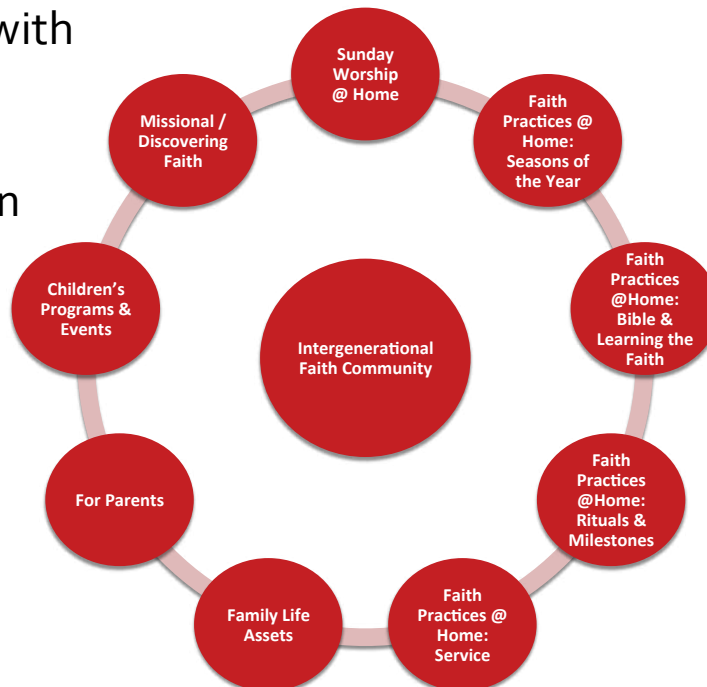 with
n
Sunday
Worship
@ Home
Faith
Practices @
Home:
Seasons of
the Year
Faith
Practices
@Home:
Bible &
Learning the
Faith
Faith
Practices
@Home:
Rituals &
Milestones
Faith
Practices @
Home:
Service
Family Life
Assets
For Parents
Children's
Programs &
Events
Missional /
Discovering
Faith
Intergenerational
Faith Community